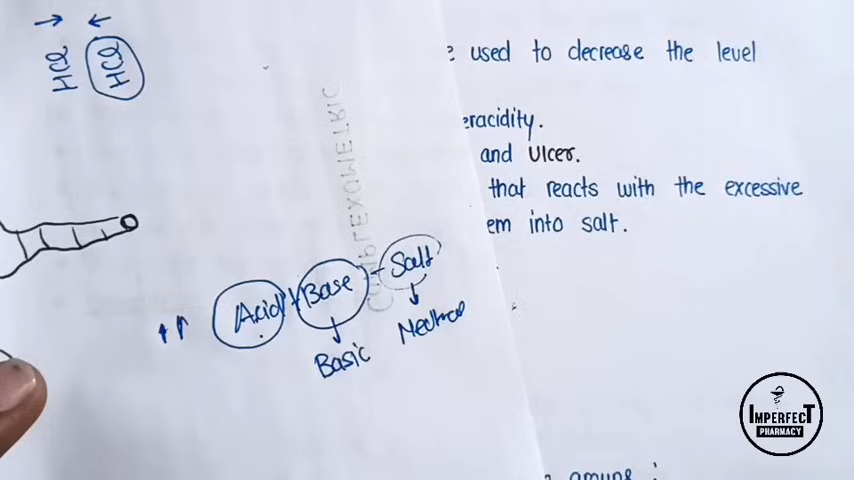 HCl HCl
e used to decrease the level
eracidity.
and Ulcer.
that reacts with the excessive
em into salt.
COMPLEXOMETRIC
Acid + Base - Salt
Basic Neutral
IMPERFECT
PHARMACY